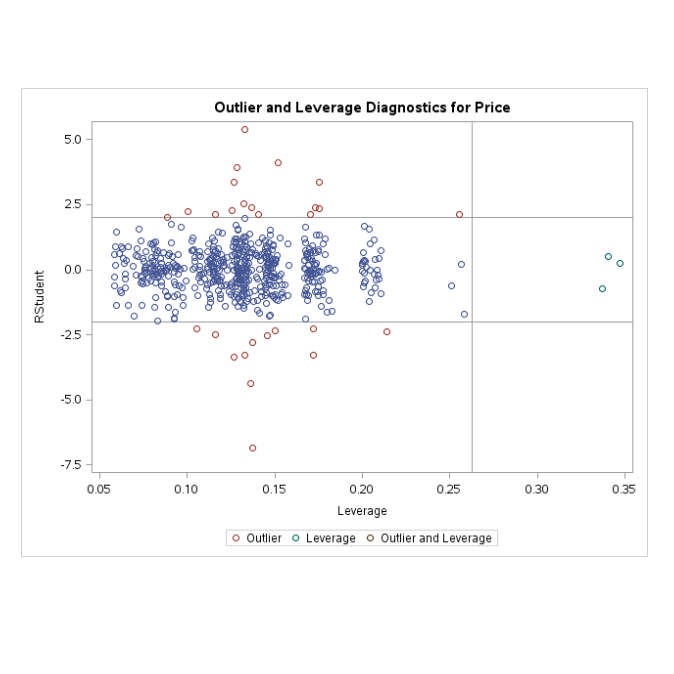 Outlier and Leverage Diagnostics for Price
5.0
2.5
0.0
-2.5
-5.0
-7.5
RStudent
0.05 0.10 0.15 0.20 0.25 0.30 0.35
Leverage
Outlier Leverage Outlier and Leverage